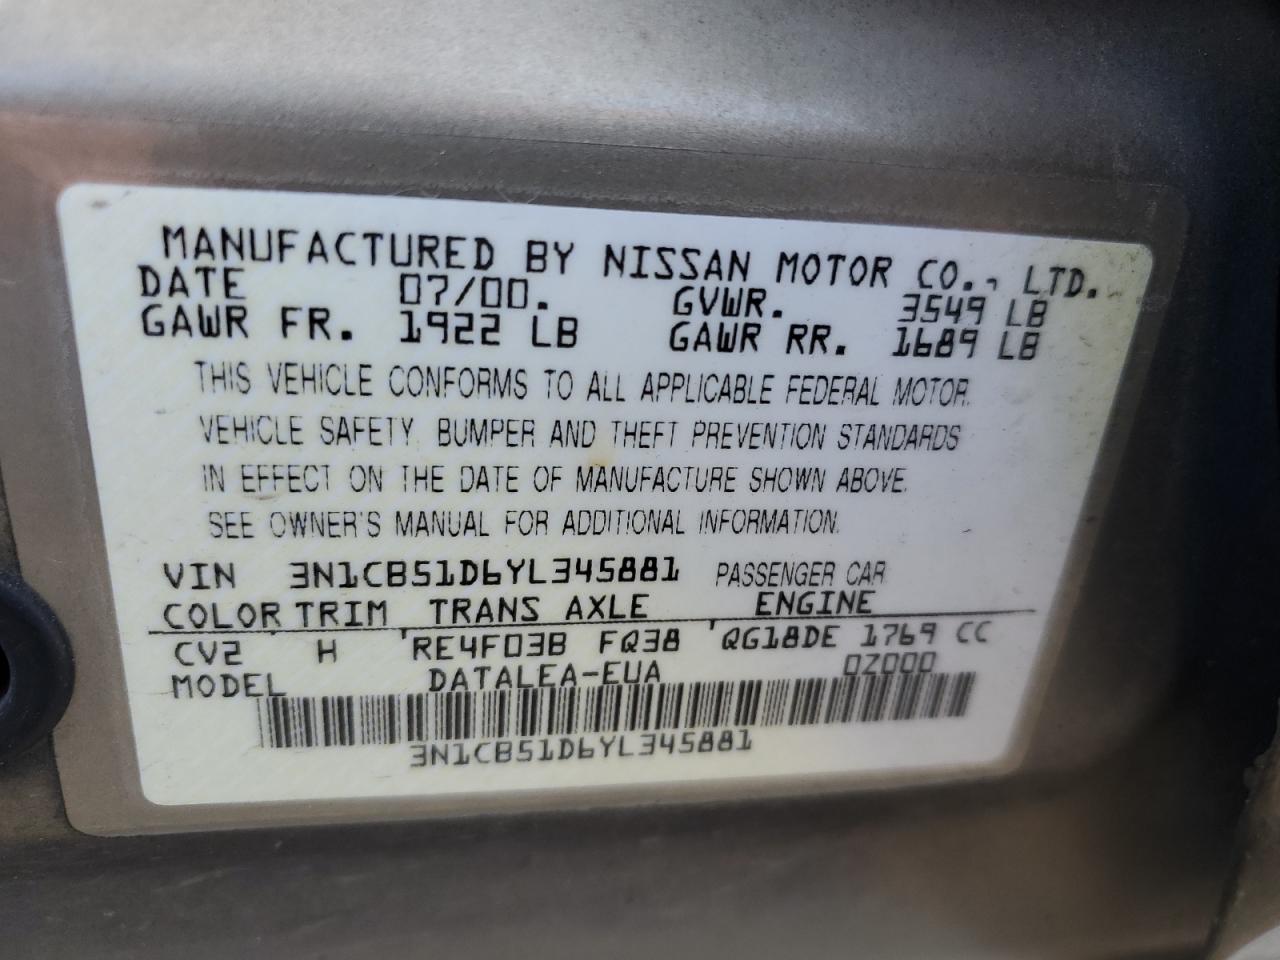 MANUFACTURED BY NISSAN MOTOR CO., LTD.
DATE 07/00. GVWR. 3549 LB
GAWR FR. 1922 LB GAWR RR. 1689 LB
THIS VEHICLE CONFORMS TO ALL APPLICABLE FEDERAL MOTOR
VEHICLE SAFETY, BUMPER AND THEFT PREVENTION STANDARDS
IN EFFECT ON THE DATE OF MANUFACTURE SHOWN ABOVE.
SEE OWNER'S MANUAL FOR ADDITIONAL INFORMATION.
VIN 3N1CB51D6YL345881 PASSENGER CAR
COLOR TRIM TRANS AXLE ENGINE
CV2 'H 'RE4F03B FQ38 'QG18DE 1769 CC
MODEL DATALEA-EUA 0Z000
3N1CB51D6YL345881